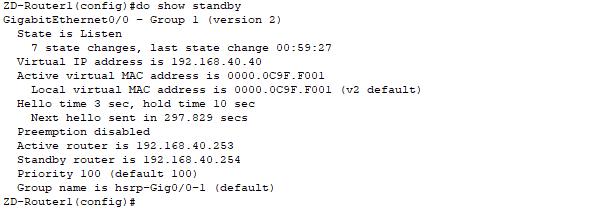 ZD-Router1(config)#do show standby
GigabitEthernet0/0 - Group 1 (version 2)
State is Listen
7 state changes, last state change 00:59:27
Virtual IP address is 192.168.40.40
Active virtual MAC address is 0000.0C9F.F001
Local virtual MAC address is 0000.0C9F.F001 (v2 default)
Hello time 3 sec, hold time 10 sec
Next hello sent in 297.829 secs
Preemption disabled
Active router is 192.168.40.253
Standby router is 192.168.40.254
Priority 100 (default 100)
Group name is hsrp-Gig0/0-1 (default)
ZD-Router1(config)#